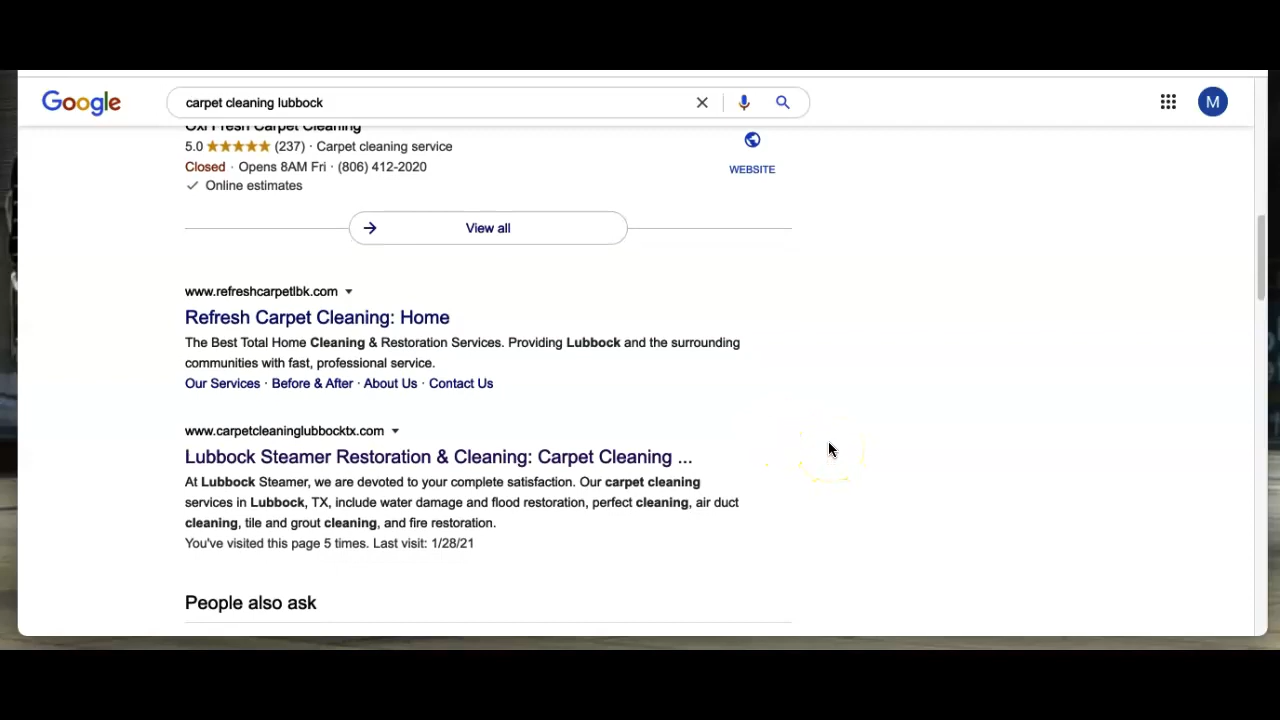 Google
carpet cleaning lubbock
M
Oxi Fresh Carpet Cleaning
5.0 ★★★★★ (237) · Carpet cleaning service
Closed · Opens 8AM Fri · (806) 412-2020
WEBSITE
✓ Online estimates
→ View all
www.refreshcarpetlbk.com
Refresh Carpet Cleaning: Home
The Best Total Home Cleaning & Restoration Services. Providing Lubbock and the surrounding
communities with fast, professional service.
Our Services · Before & After · About Us · Contact Us
www.carpetcleaninglubbocktx.com
Lubbock Steamer Restoration & Cleaning: Carpet Cleaning ...
At Lubbock Steamer, we are devoted to your complete satisfaction. Our carpet cleaning
services in Lubbock, TX, include water damage and flood restoration, perfect cleaning, air duct
cleaning, tile and grout cleaning, and fire restoration.
You've visited this page 5 times. Last visit: 1/28/21
People also ask